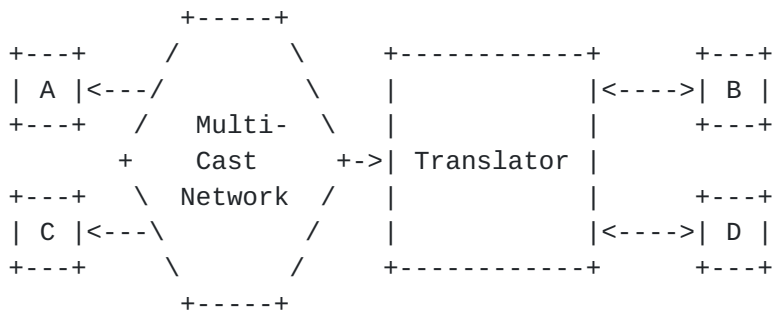 +-----+
+---+      /       \     +------------+      +---+
| A |<---/         \    |            |<---->| B |
+---+   /   Multi-  \   |            |      +---+
       +    Cast     +->| Translator |
+---+   \  Network  /   |            |      +---+
| C |<---\         /    |            |<---->| D |
+---+      \       /     +------------+      +---+
+-----+